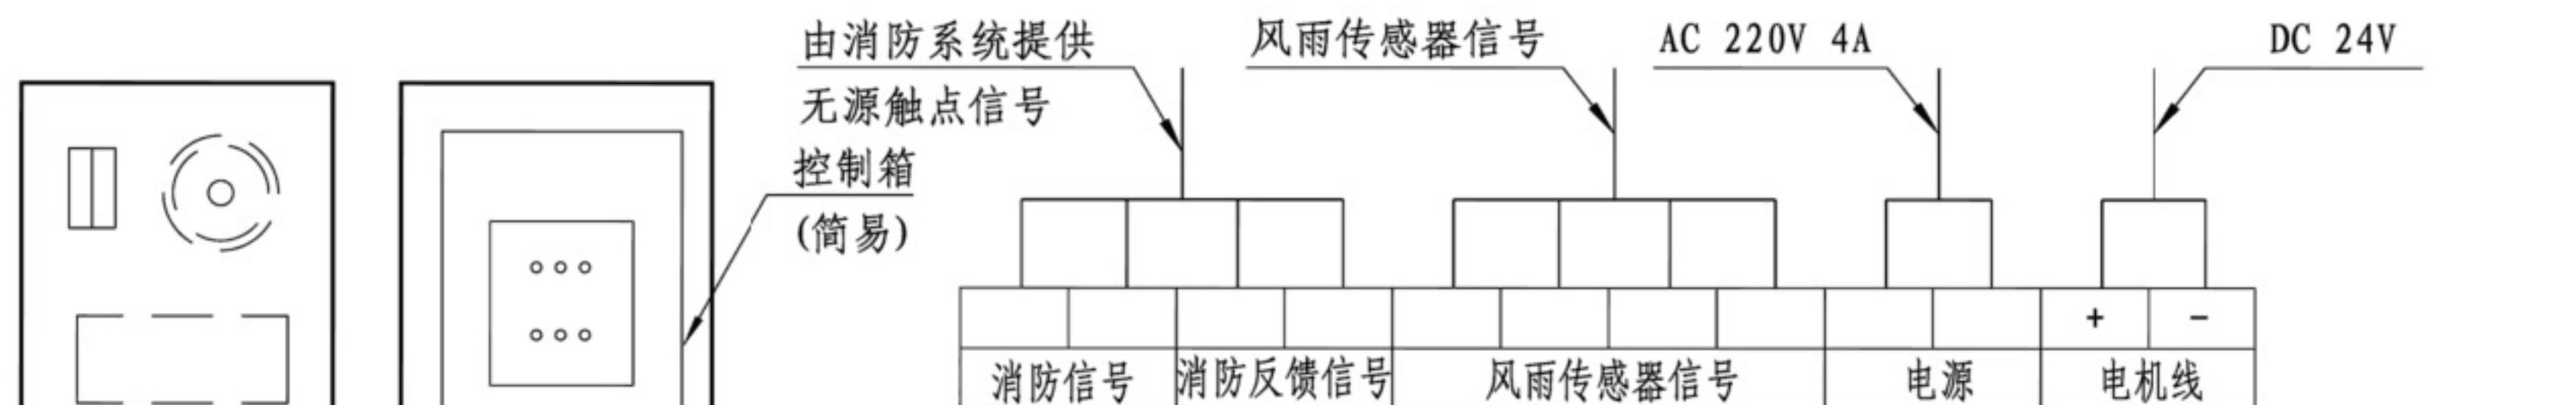 由消防系统提供
无源触点信号
控制箱
(简易)
风雨传感器信号
AC 220V 4A
DC 24V
+ −
消防信号 消防反馈信号 风雨传感器信号 电源 电机线